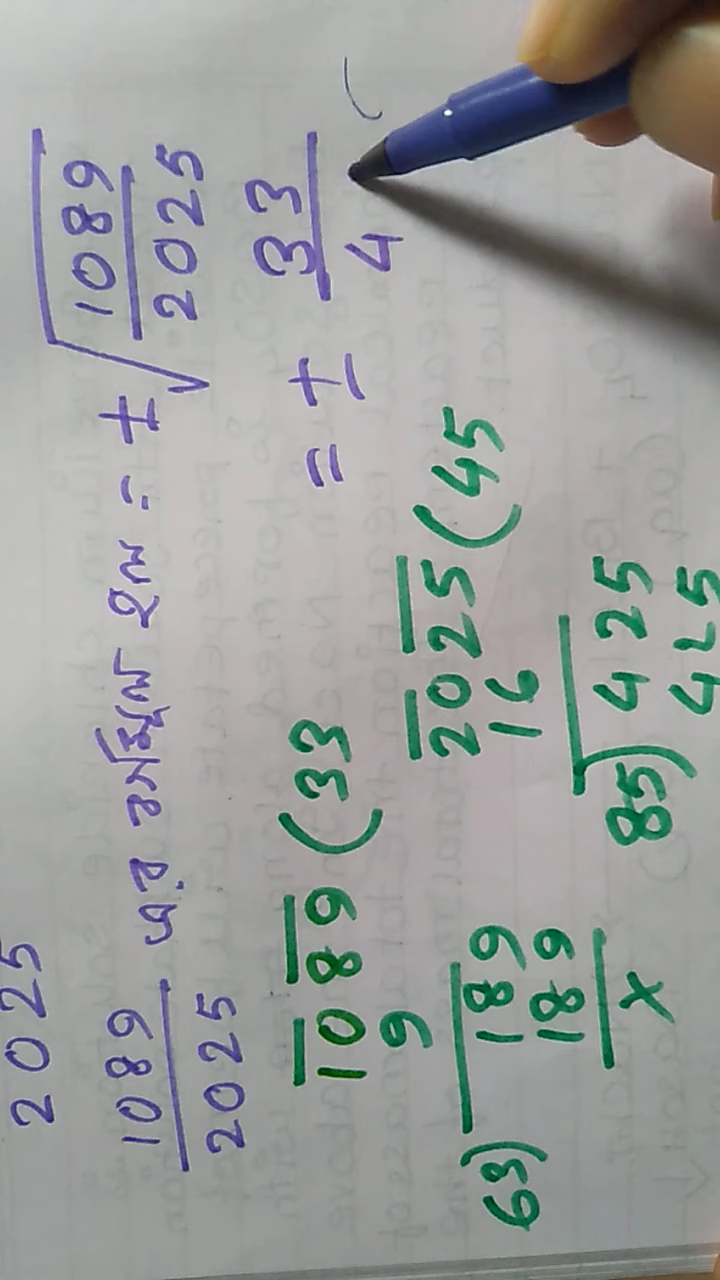 2025
1089
2025 এর বর্গমূল হল = ± √ 1089
2025
= ± 33
4
1089 ( 33
9
63) 189
189
x
2025 ( 45
16
85) 425
425